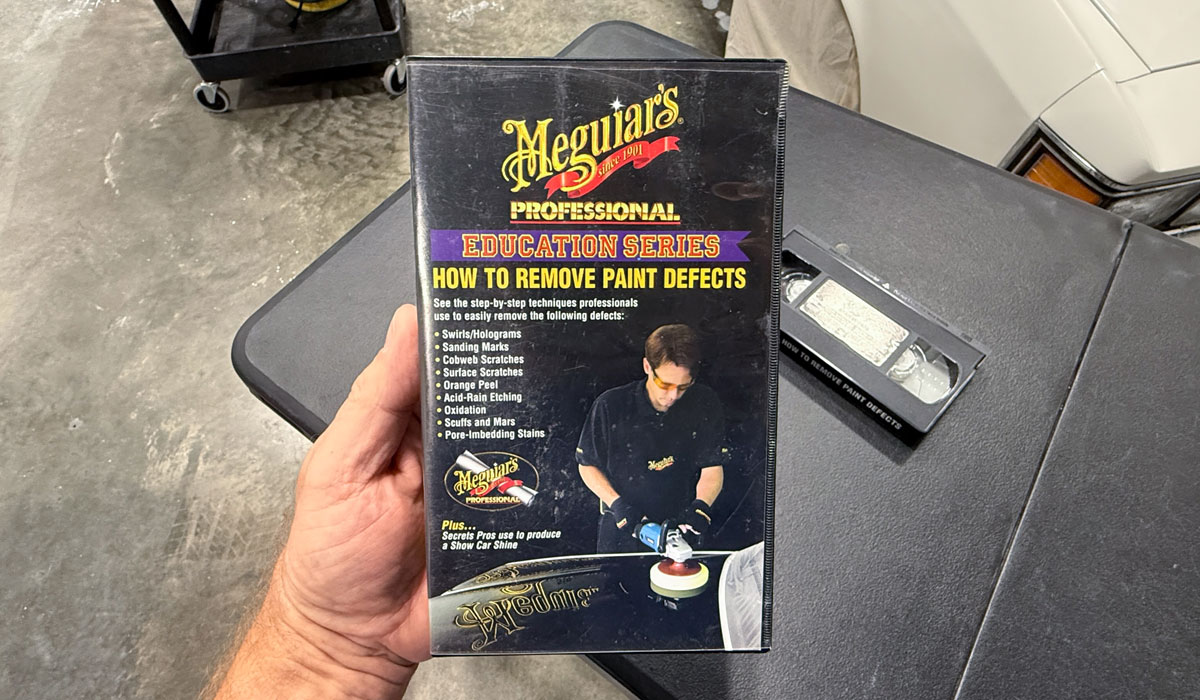 Meguiar's®
since 1901
PROFESSIONAL
EDUCATION SERIES
HOW TO REMOVE PAINT DEFECTS
See the step-by-step techniques professionals
use to easily remove the following defects:
• Swirls/Holograms
• Sanding Marks
• Cobweb Scratches
• Surface Scratches
• Orange Peel
• Acid-Rain Etching
• Oxidation
• Scuffs and Mars
• Pore-Imbedding Stains
Meguiar's
PROFESSIONAL
Plus...
Secrets Pros use to produce
a Show Car Shine
Meguiar's
Meguiar's
HOW TO REMOVE PAINT DEFECTS